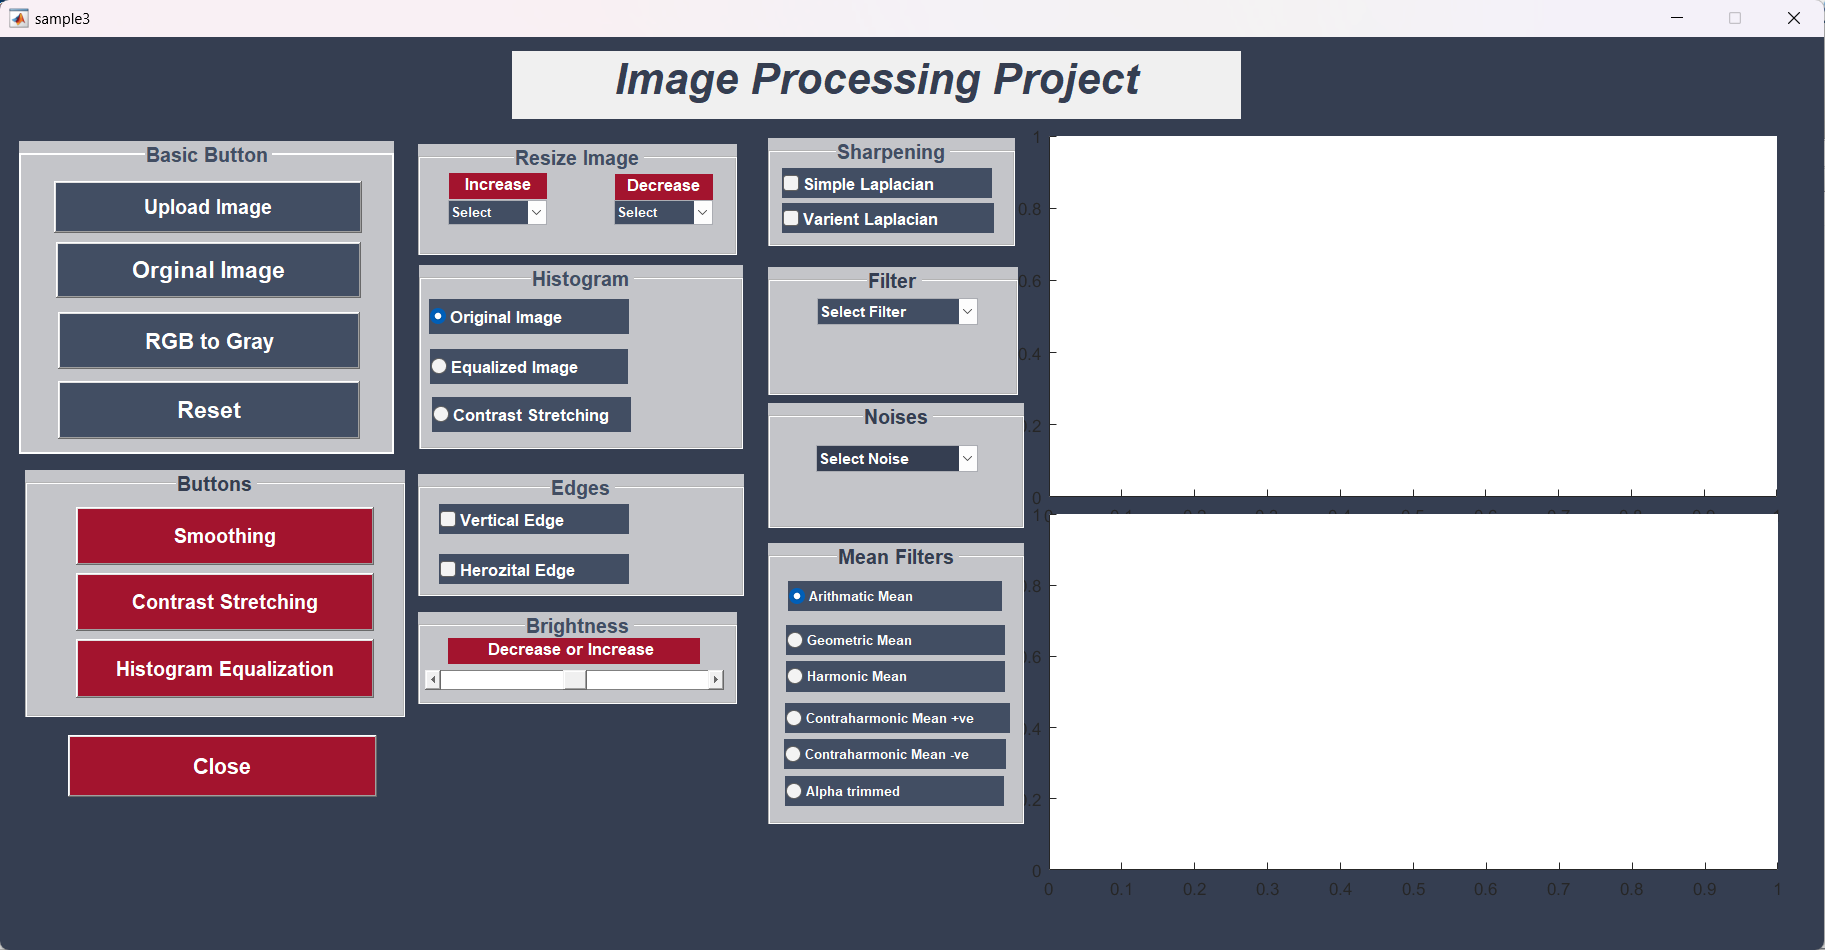 sample3
Image Processing Project
Basic Button
Upload Image
Orginal Image
RGB to Gray
Reset
Buttons
Smoothing
Contrast Stretching
Histogram Equalization
Close
Resize Image
Increase
Select
Decrease
Select
Histogram
Original Image
Equalized Image
Contrast Stretching
Edges
Vertical Edge
Herozital Edge
Brightness
Decrease or Increase
Sharpening
Simple Laplacian
Varient Laplacian
Filter
Select Filter
Noises
Select Noise
Mean Filters
Arithmatic Mean
Geometric Mean
Harmonic Mean
Contraharmonic Mean +ve
Contraharmonic Mean -ve
Alpha trimmed
1
0.8
0.6
0.4
0.2
0
1
0.8
0.6
0.4
0.2
0
0 0.1 0.2 0.3 0.4 0.5 0.6 0.7 0.8 0.9 1